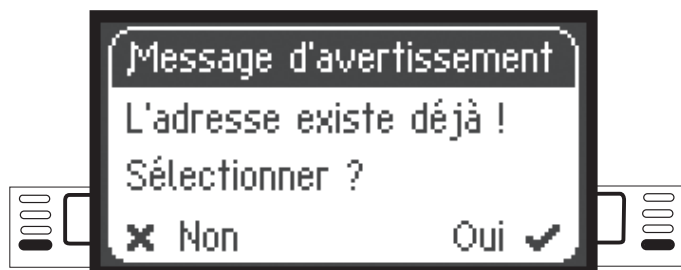 Message d'avertissement
L'adresse existe déjà !
Sélectionner ?
Non Oui